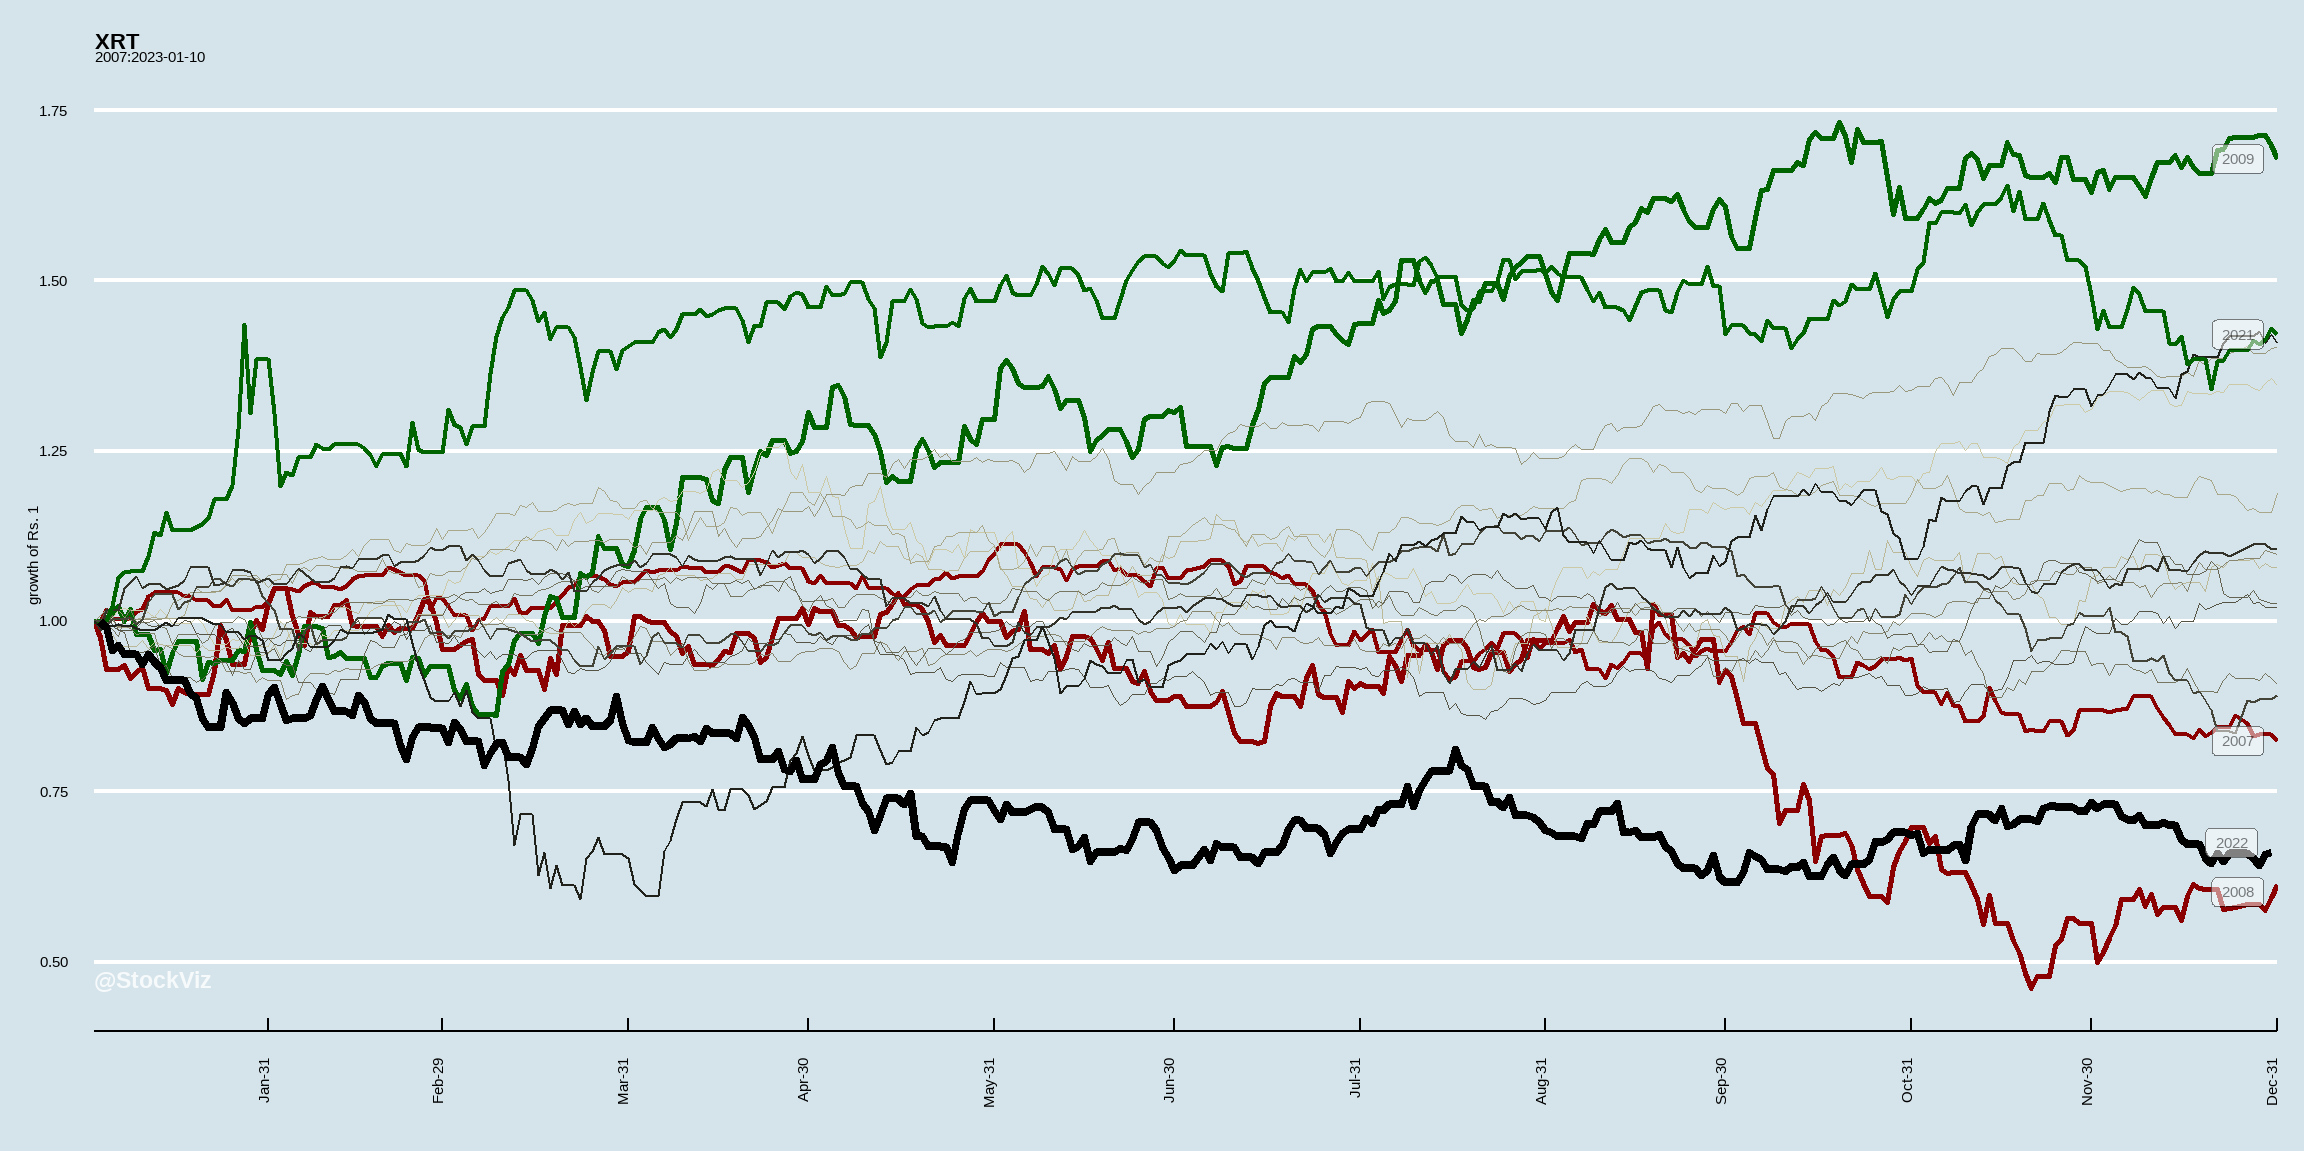 XRT
2007:2023-01-10
1.75
1.50
1.25
1.00
0.75
0.50
growth of Rs. 1
2009
2021
2007
2022
2008
@StockViz
Jan-31
Feb-29
Mar-31
Apr-30
May-31
Jun-30
Jul-31
Aug-31
Sep-30
Oct-31
Nov-30
Dec-31